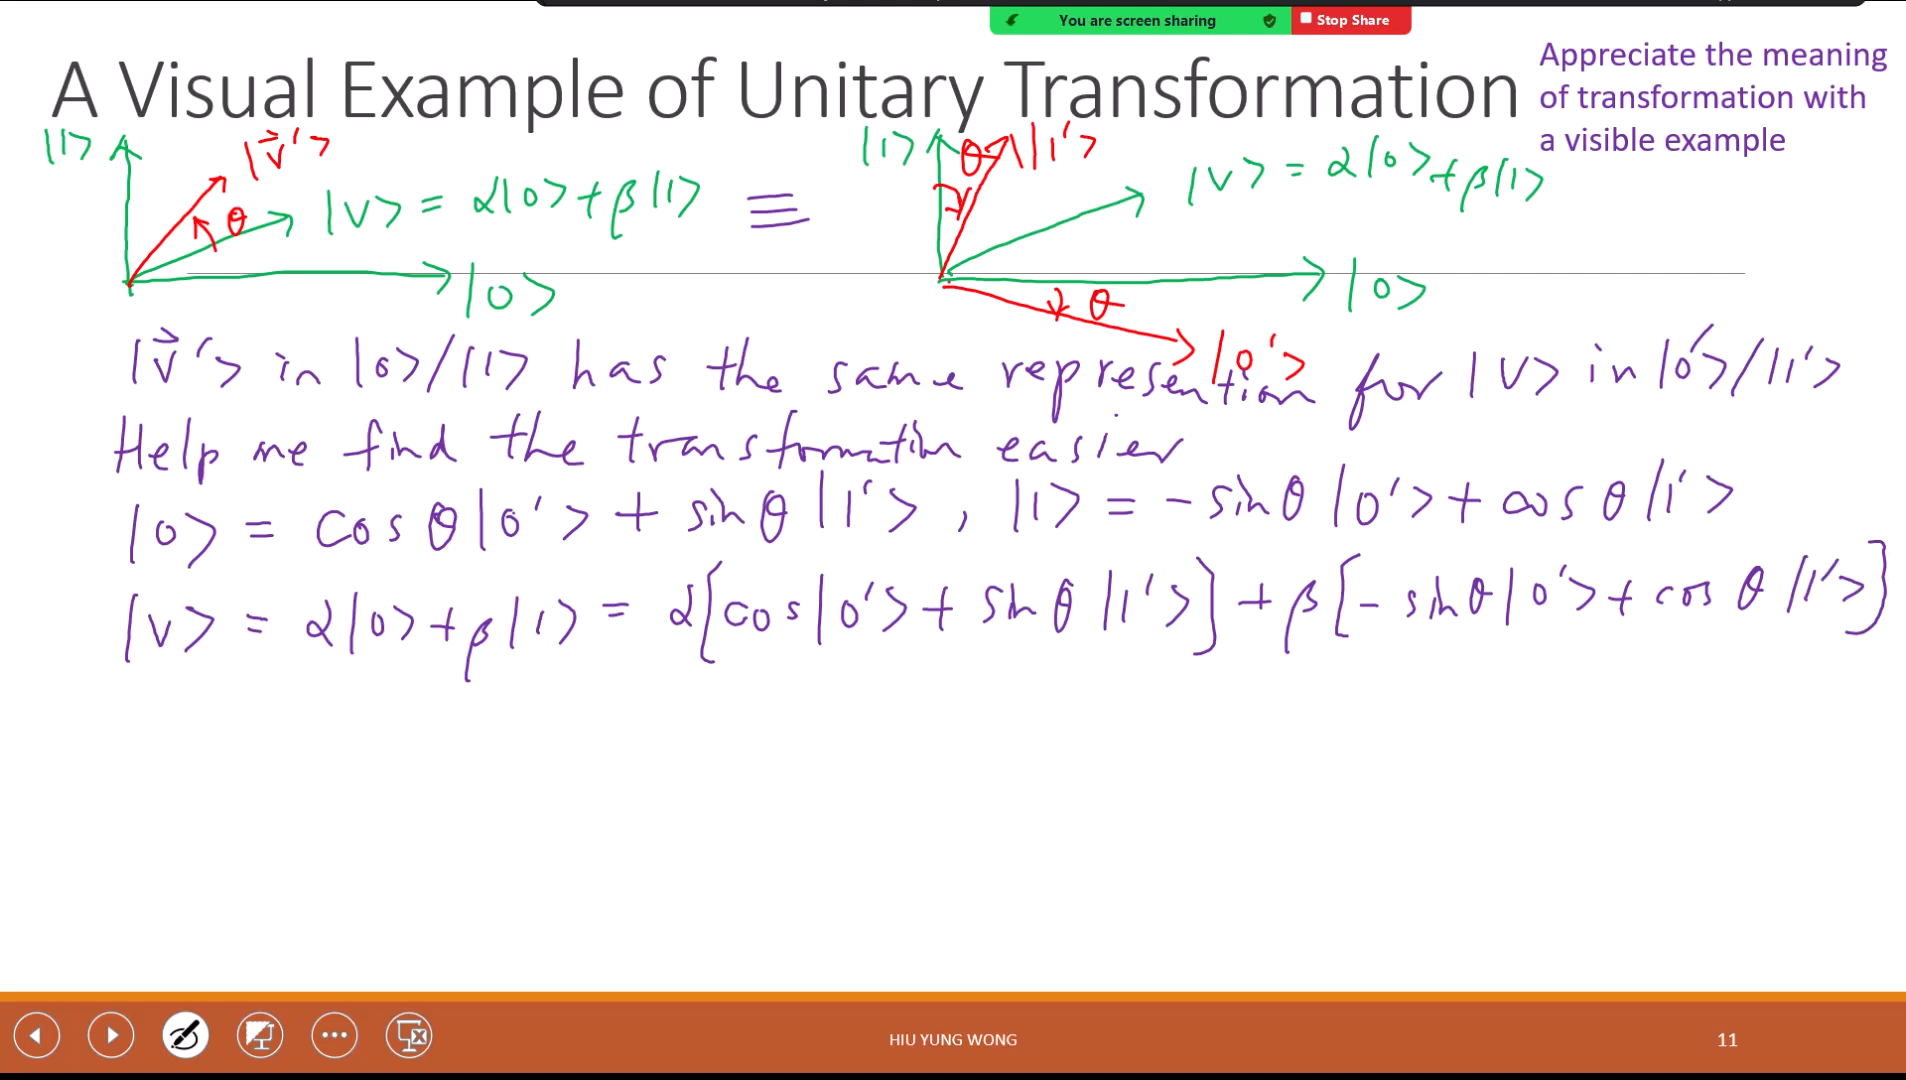 You are screen sharing
Stop Share
A Visual Example of Unitary Transformation
Appreciate the meaning
of transformation with
a visible example
|1> |v⃗'> θ |v> = α|0> + β|1> |0>
≡
|1> θ |1'> |v> = α|0> + β|1> |0> θ |0'>
|v⃗'> in |0>/|1> has the same represention for |v> in |0'>/|1'>
Help me find the transformation easier
|0> = cos θ|0'> + sin θ|1'>, |1> = - sin θ|0'> + cos θ|1'>
|v> = α|0> + β|1> = α[cos|0'> + sin θ|1'>] + β[- sin θ|0'> + cos θ|1'>]
HIU YUNG WONG
11